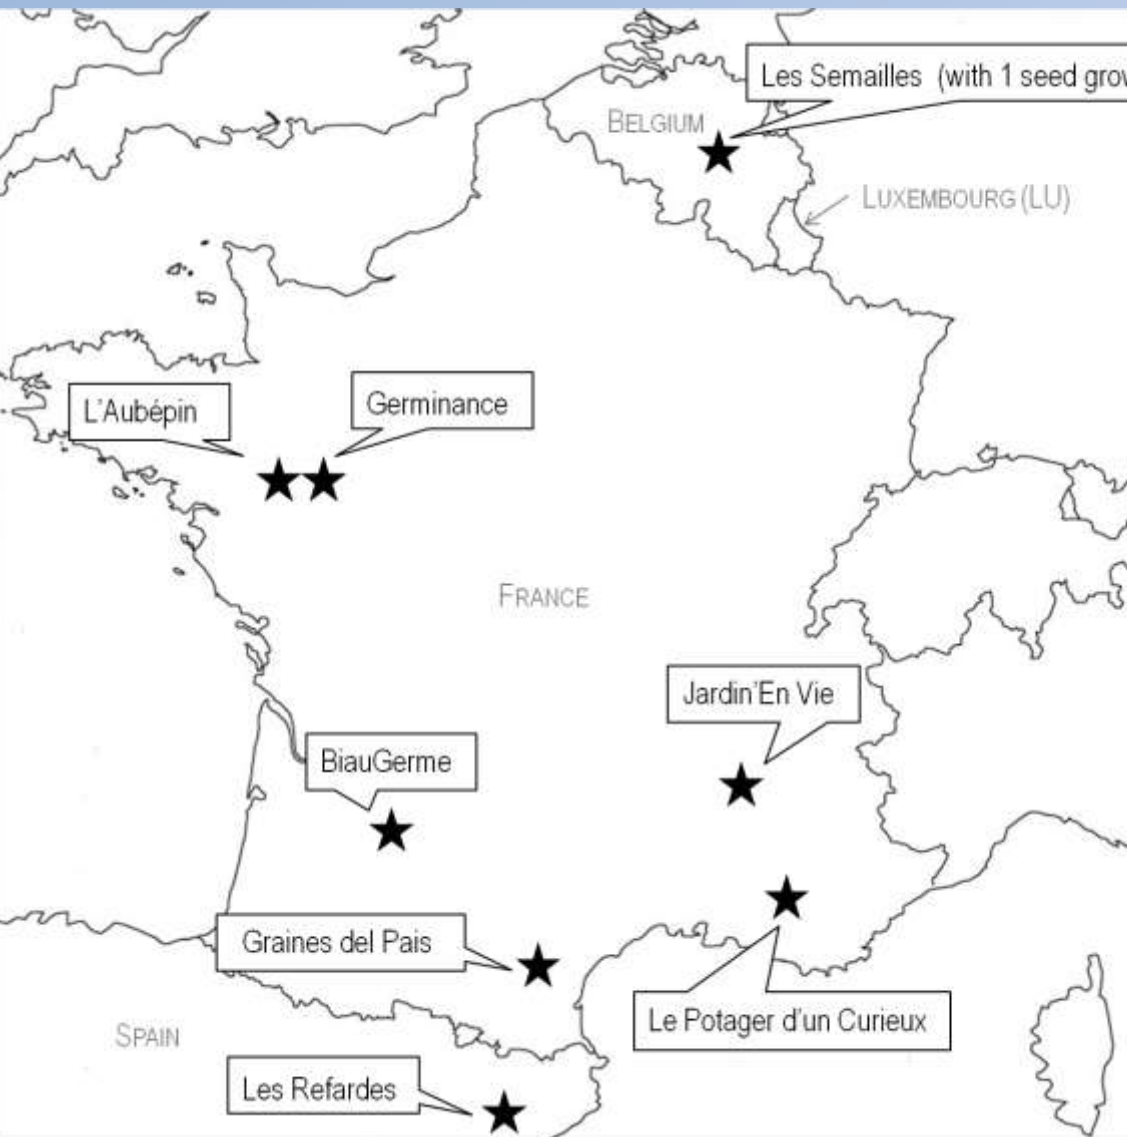 Les Semailles (with 1 seed
BELGIUM
LUXEMBOURG (LU)
L'Aubépin
Germinance
FRANCE
Jardin'En Vie
BiauGerme
Graines del Pais
Le Potager d'un Curieux
SPAIN
Les Refardes